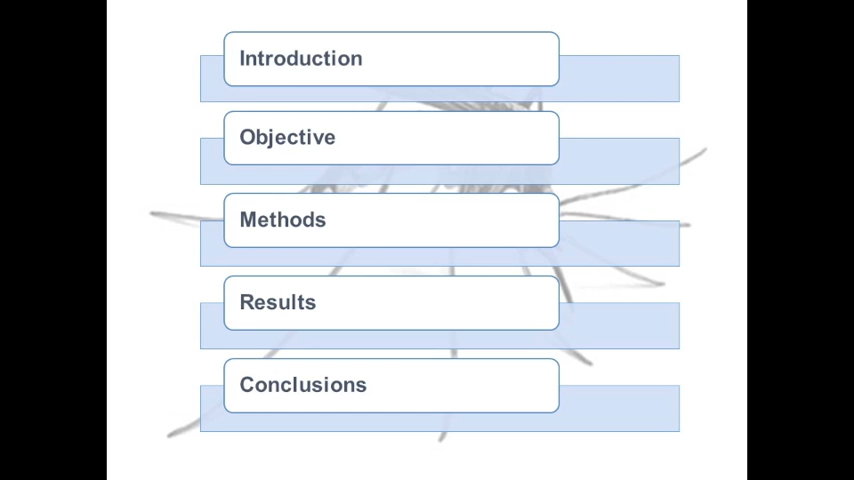 Introduction
Objective
Methods
Results
Conclusions